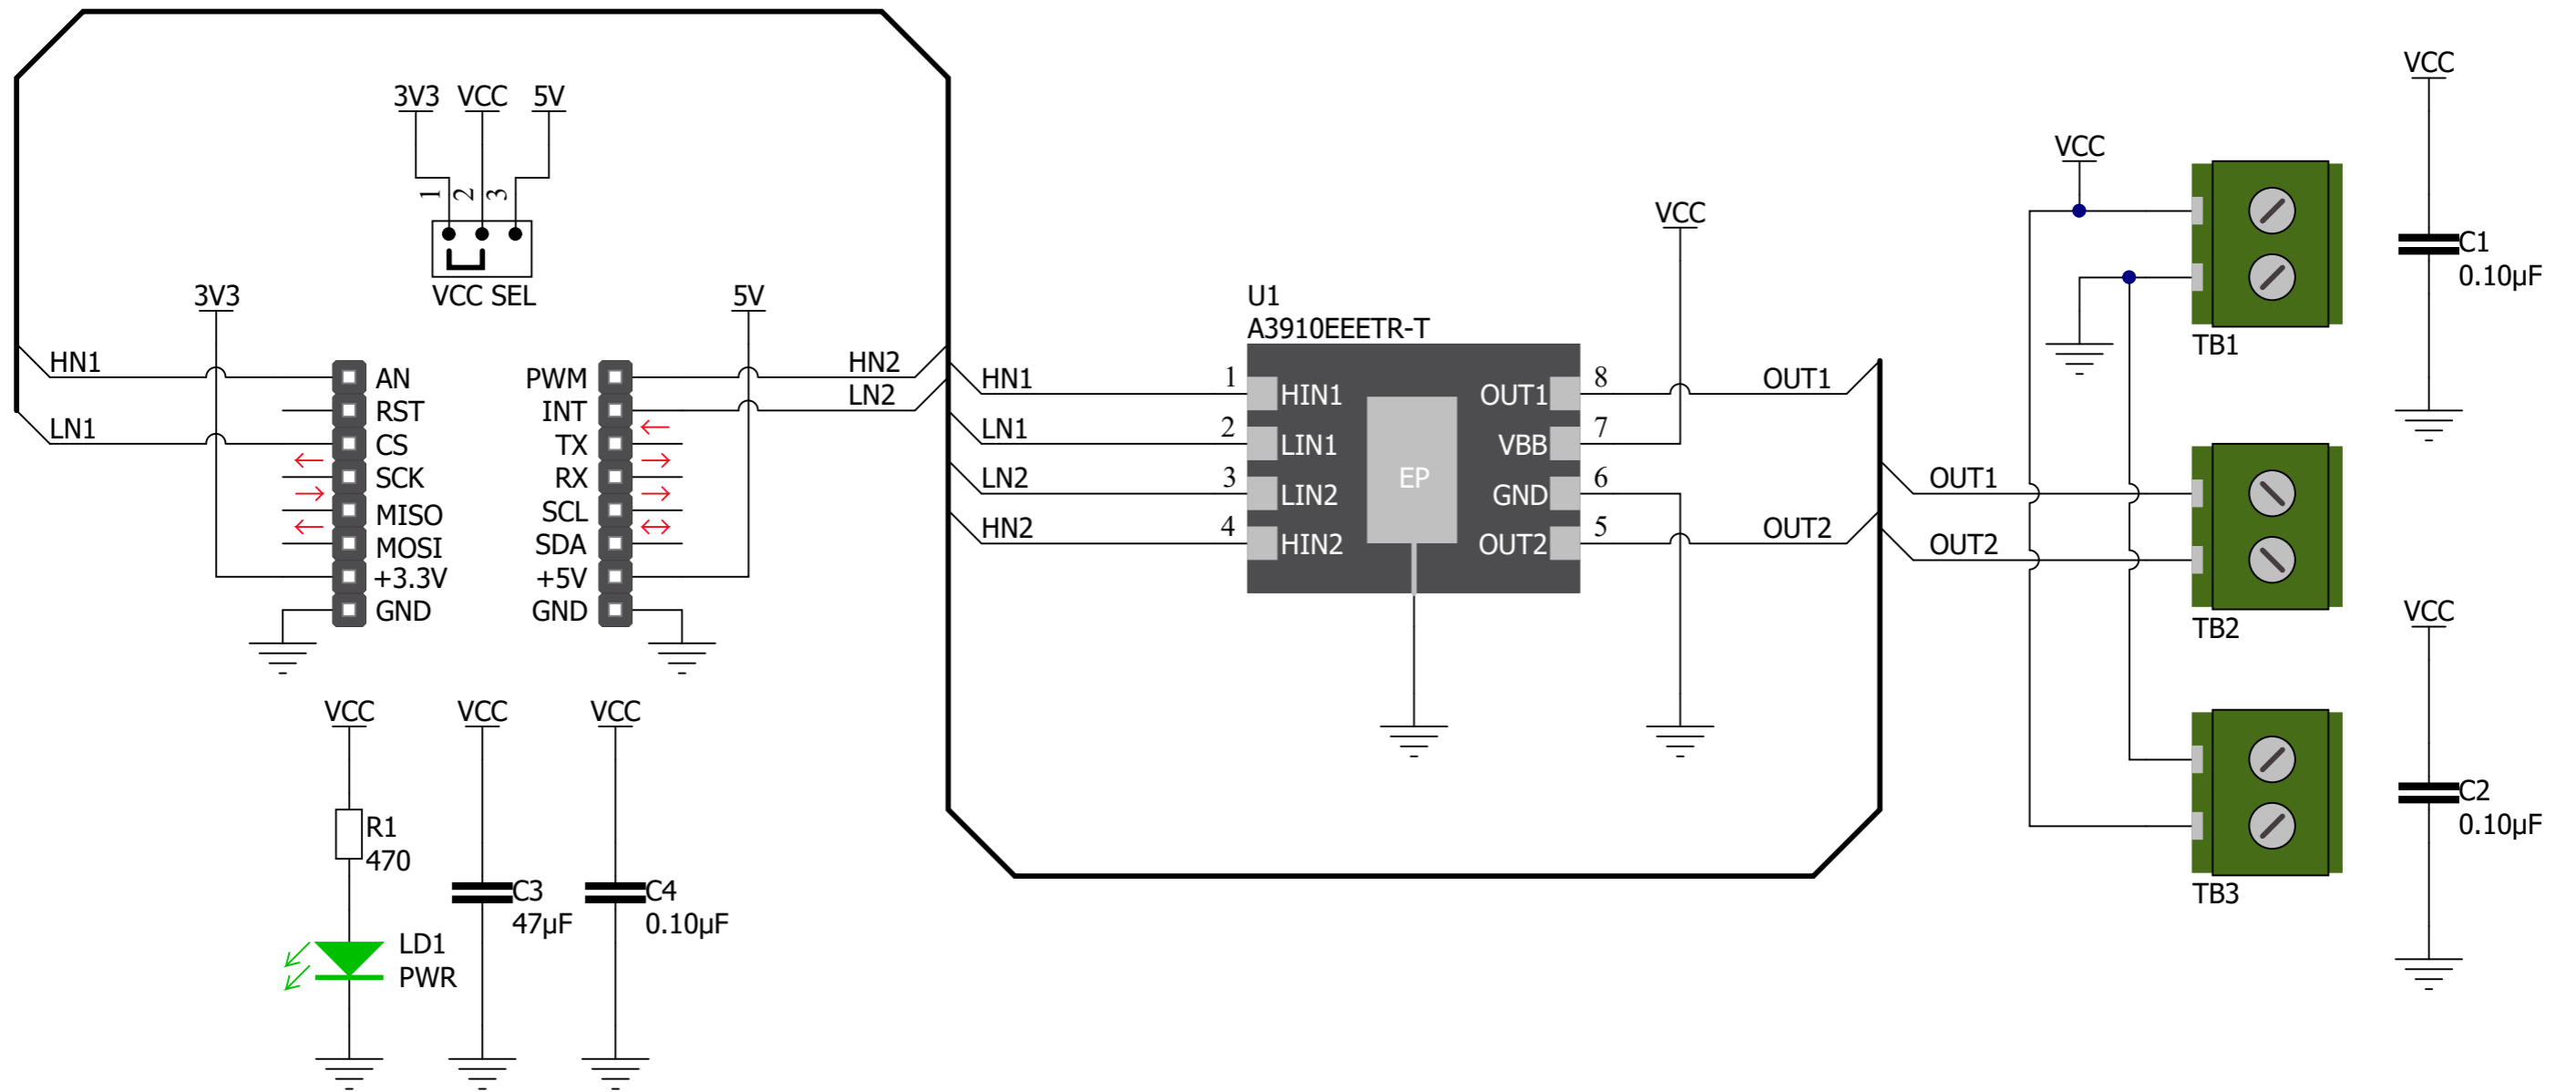 3V3 VCC 5V
1 2 3
VCC SEL
3V3
5V
HN1
LN1
AN
RST
CS
SCK
MISO
MOSI
+3.3V
GND
PWM
INT
TX
RX
SCL
SDA
+5V
GND
HN2
LN2
HN1
LN1
LN2
HN2
U1
A3910EEETR-T
1 HIN1
2 LIN1
3 LIN2
4 HIN2
EP
OUT1 8
VBB 7
GND 6
OUT2 5
VCC
OUT1
OUT2
OUT1
OUT2
VCC
TB1
TB2
TB3
VCC
C1
0.10µF
VCC
C2
0.10µF
VCC
R1
470
LD1
PWR
VCC
C3
47µF
VCC
C4
0.10µF